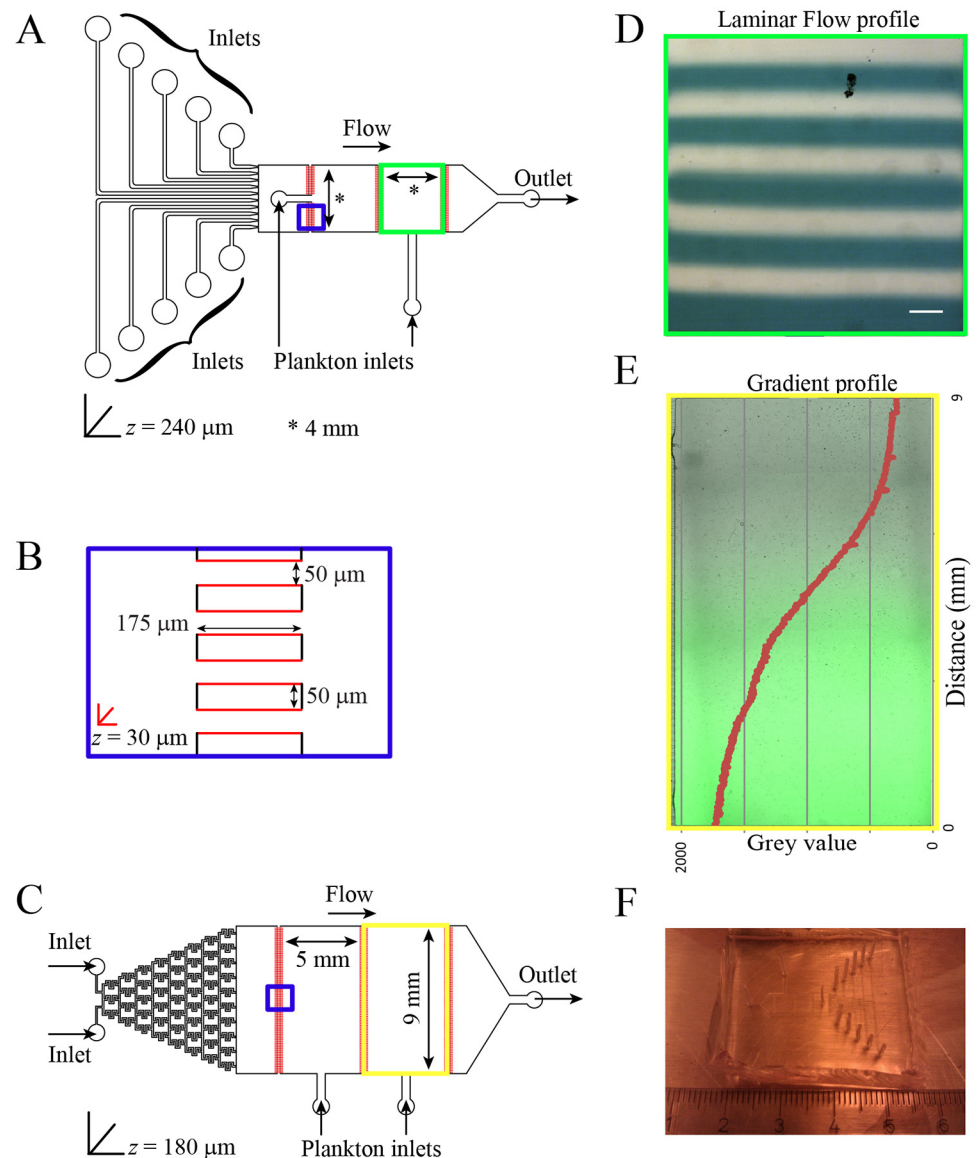 A
Inlets
Flow
*
*
Outlet
Inlets
Plankton inlets
z = 240 µm
* 4 mm
B
50 µm
175 µm
50 µm
z = 30 µm
C
Flow
Inlet
5 mm
9 mm
Outlet
Inlet
Plankton inlets
z = 180 µm
D
Laminar Flow profile
E
Gradient profile
9
Distance (mm)
0
2000
Grey value
0
F
1 2 3 4 5 6